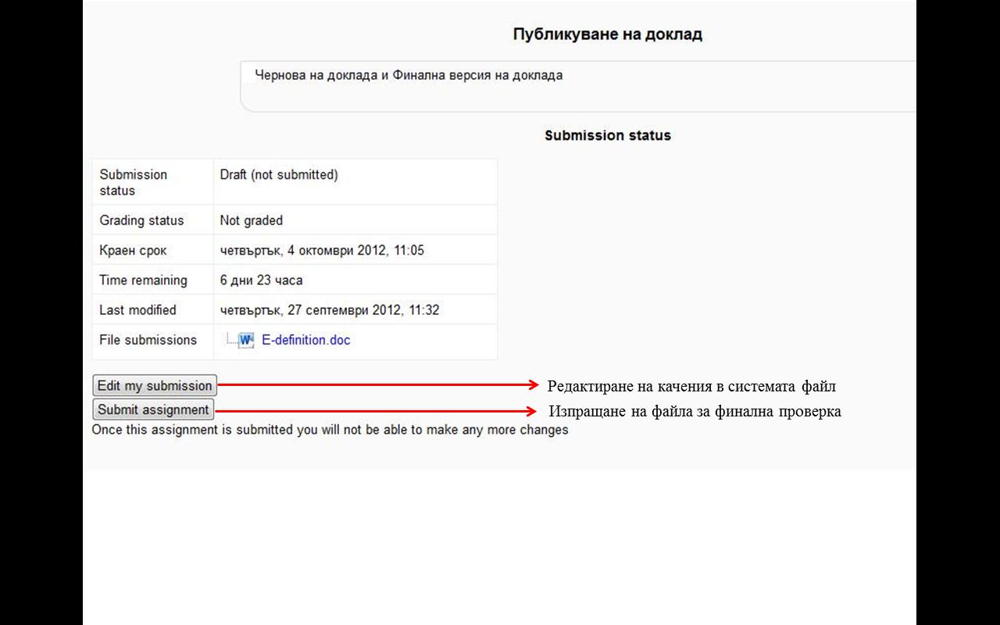 Публикуване на доклад
Чернова на доклада и Финална версия на доклада
Submission status
Submission status Draft (not submitted)
Grading status Not graded
Краен срок четвъртък, 4 октомври 2012, 11:05
Time remaining 6 дни 23 часа
Last modified четвъртък, 27 септември 2012, 11:32
File submissions E-definition.doc
Edit my submission Редактиране на качения в системата файл
Submit assignment Изпращане на файла за финална проверка
Once this assignment is submitted you will not be able to make any more changes